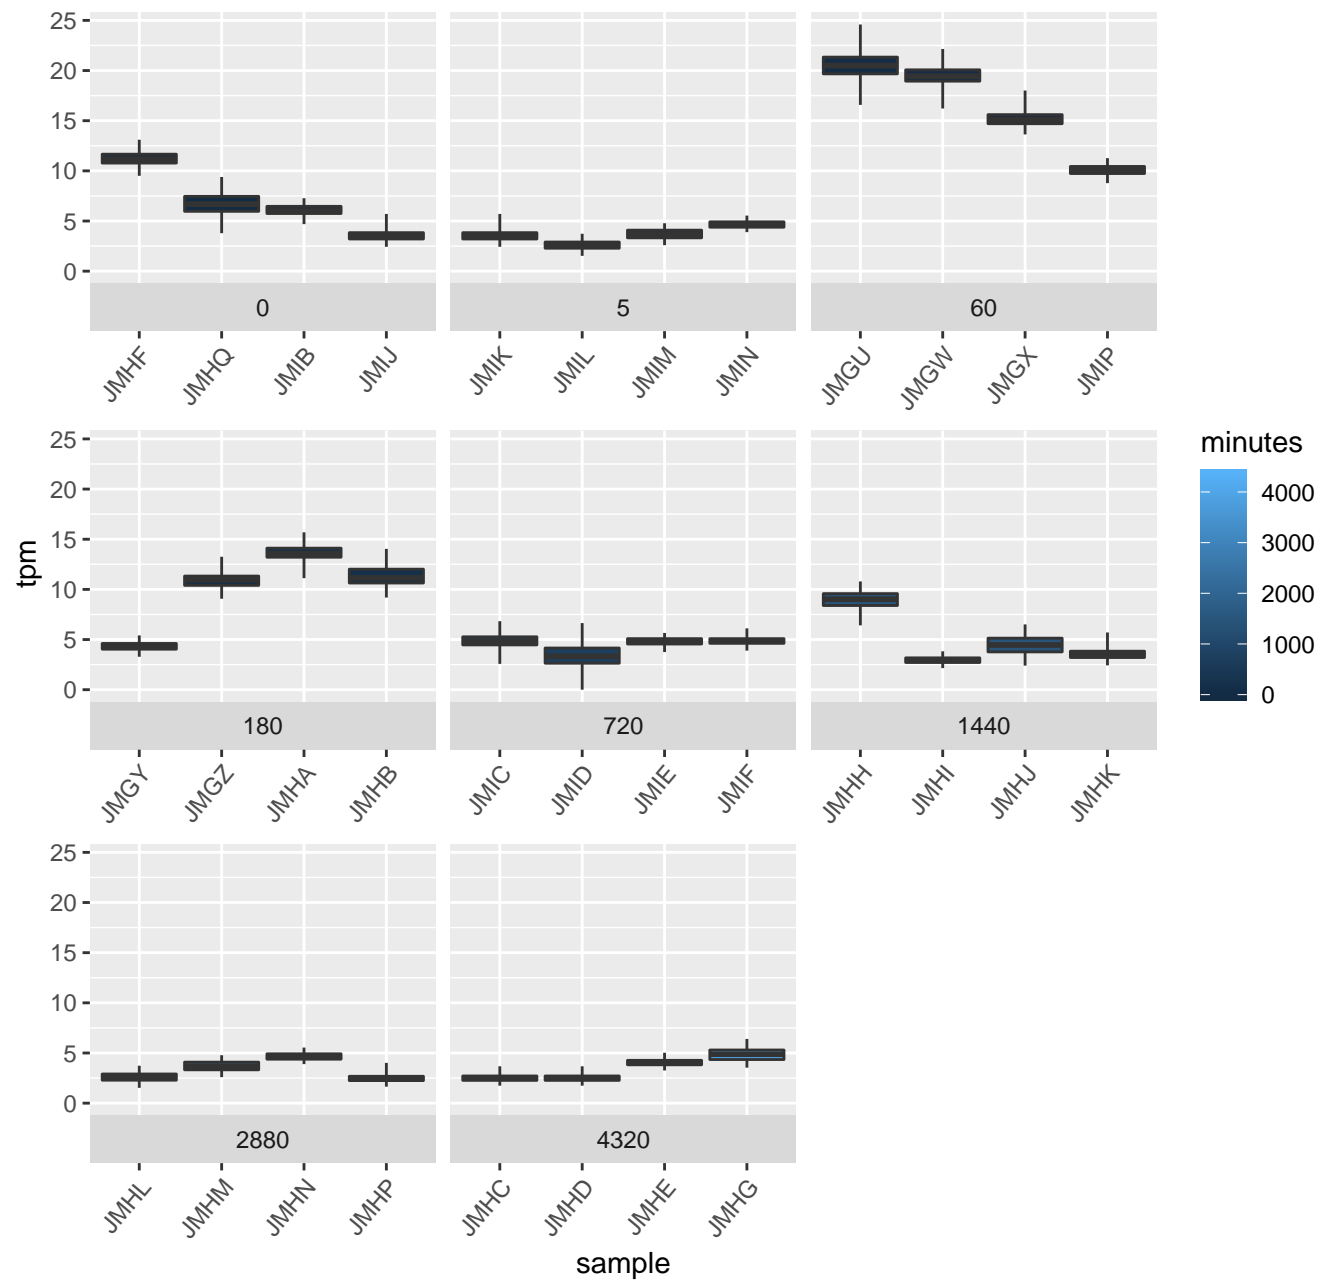 25
20
15
10
5
0
0
5
60
JMHF JMHQ JMIB JMIJ
JMIK JMIL JMIM JMIN
JMGU JMGW JMGX JMIP
tpm
25
20
15
10
5
0
180
720
1440
JMGY JMGZ JMHA JMHB
JMIC JMID JMIE JMIF
JMHH JMHI JMHJ JMHK
25
20
15
10
5
0
2880
4320
JMHL JMHM JMHN JMHP
JMHC JMHD JMHE JMHG
sample
minutes
4000
3000
2000
1000
0